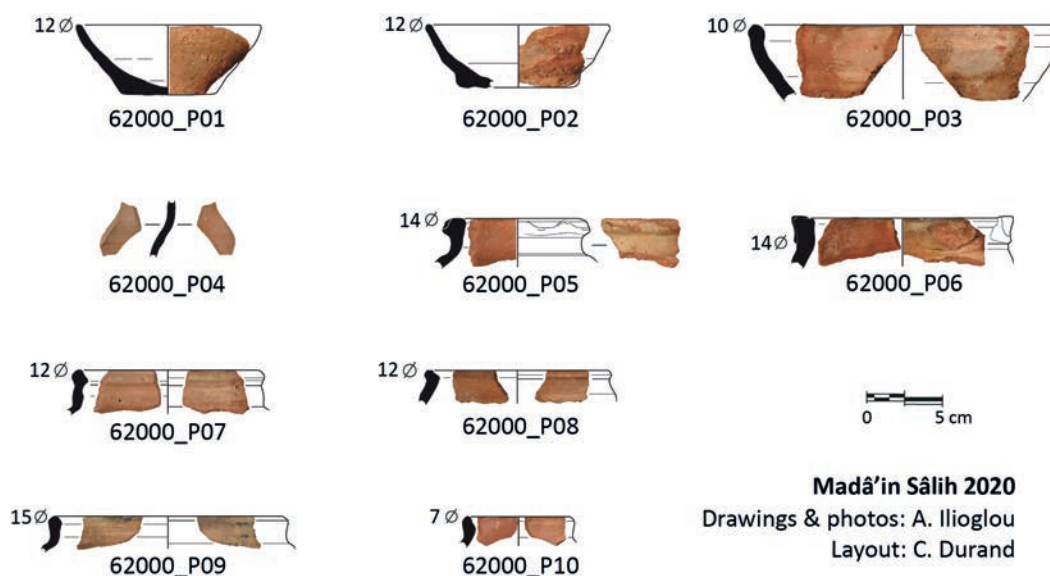 12 Ø
62000_P01
12 Ø
62000_P02
10 Ø
62000_P03
62000_P04
14 Ø
62000_P05
14 Ø
62000_P06
12 Ø
62000_P07
12 Ø
62000_P08
0 5 cm
15 Ø
62000_P09
7 Ø
62000_P10
Madâ'in Sâlih 2020
Drawings & photos: A. Ilioglou
Layout: C. Durand